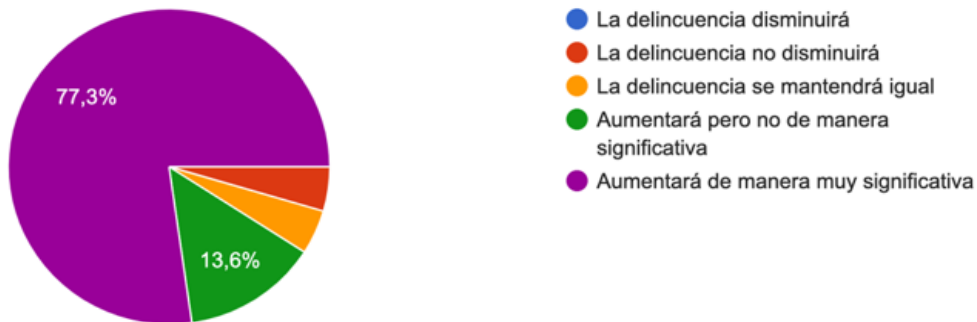 77,3%
13,6%
La delincuencia disminuirá
La delincuencia no disminuirá
La delincuencia se mantendrá igual
Aumentará pero no de manera
significativa
Aumentará de manera muy significativa